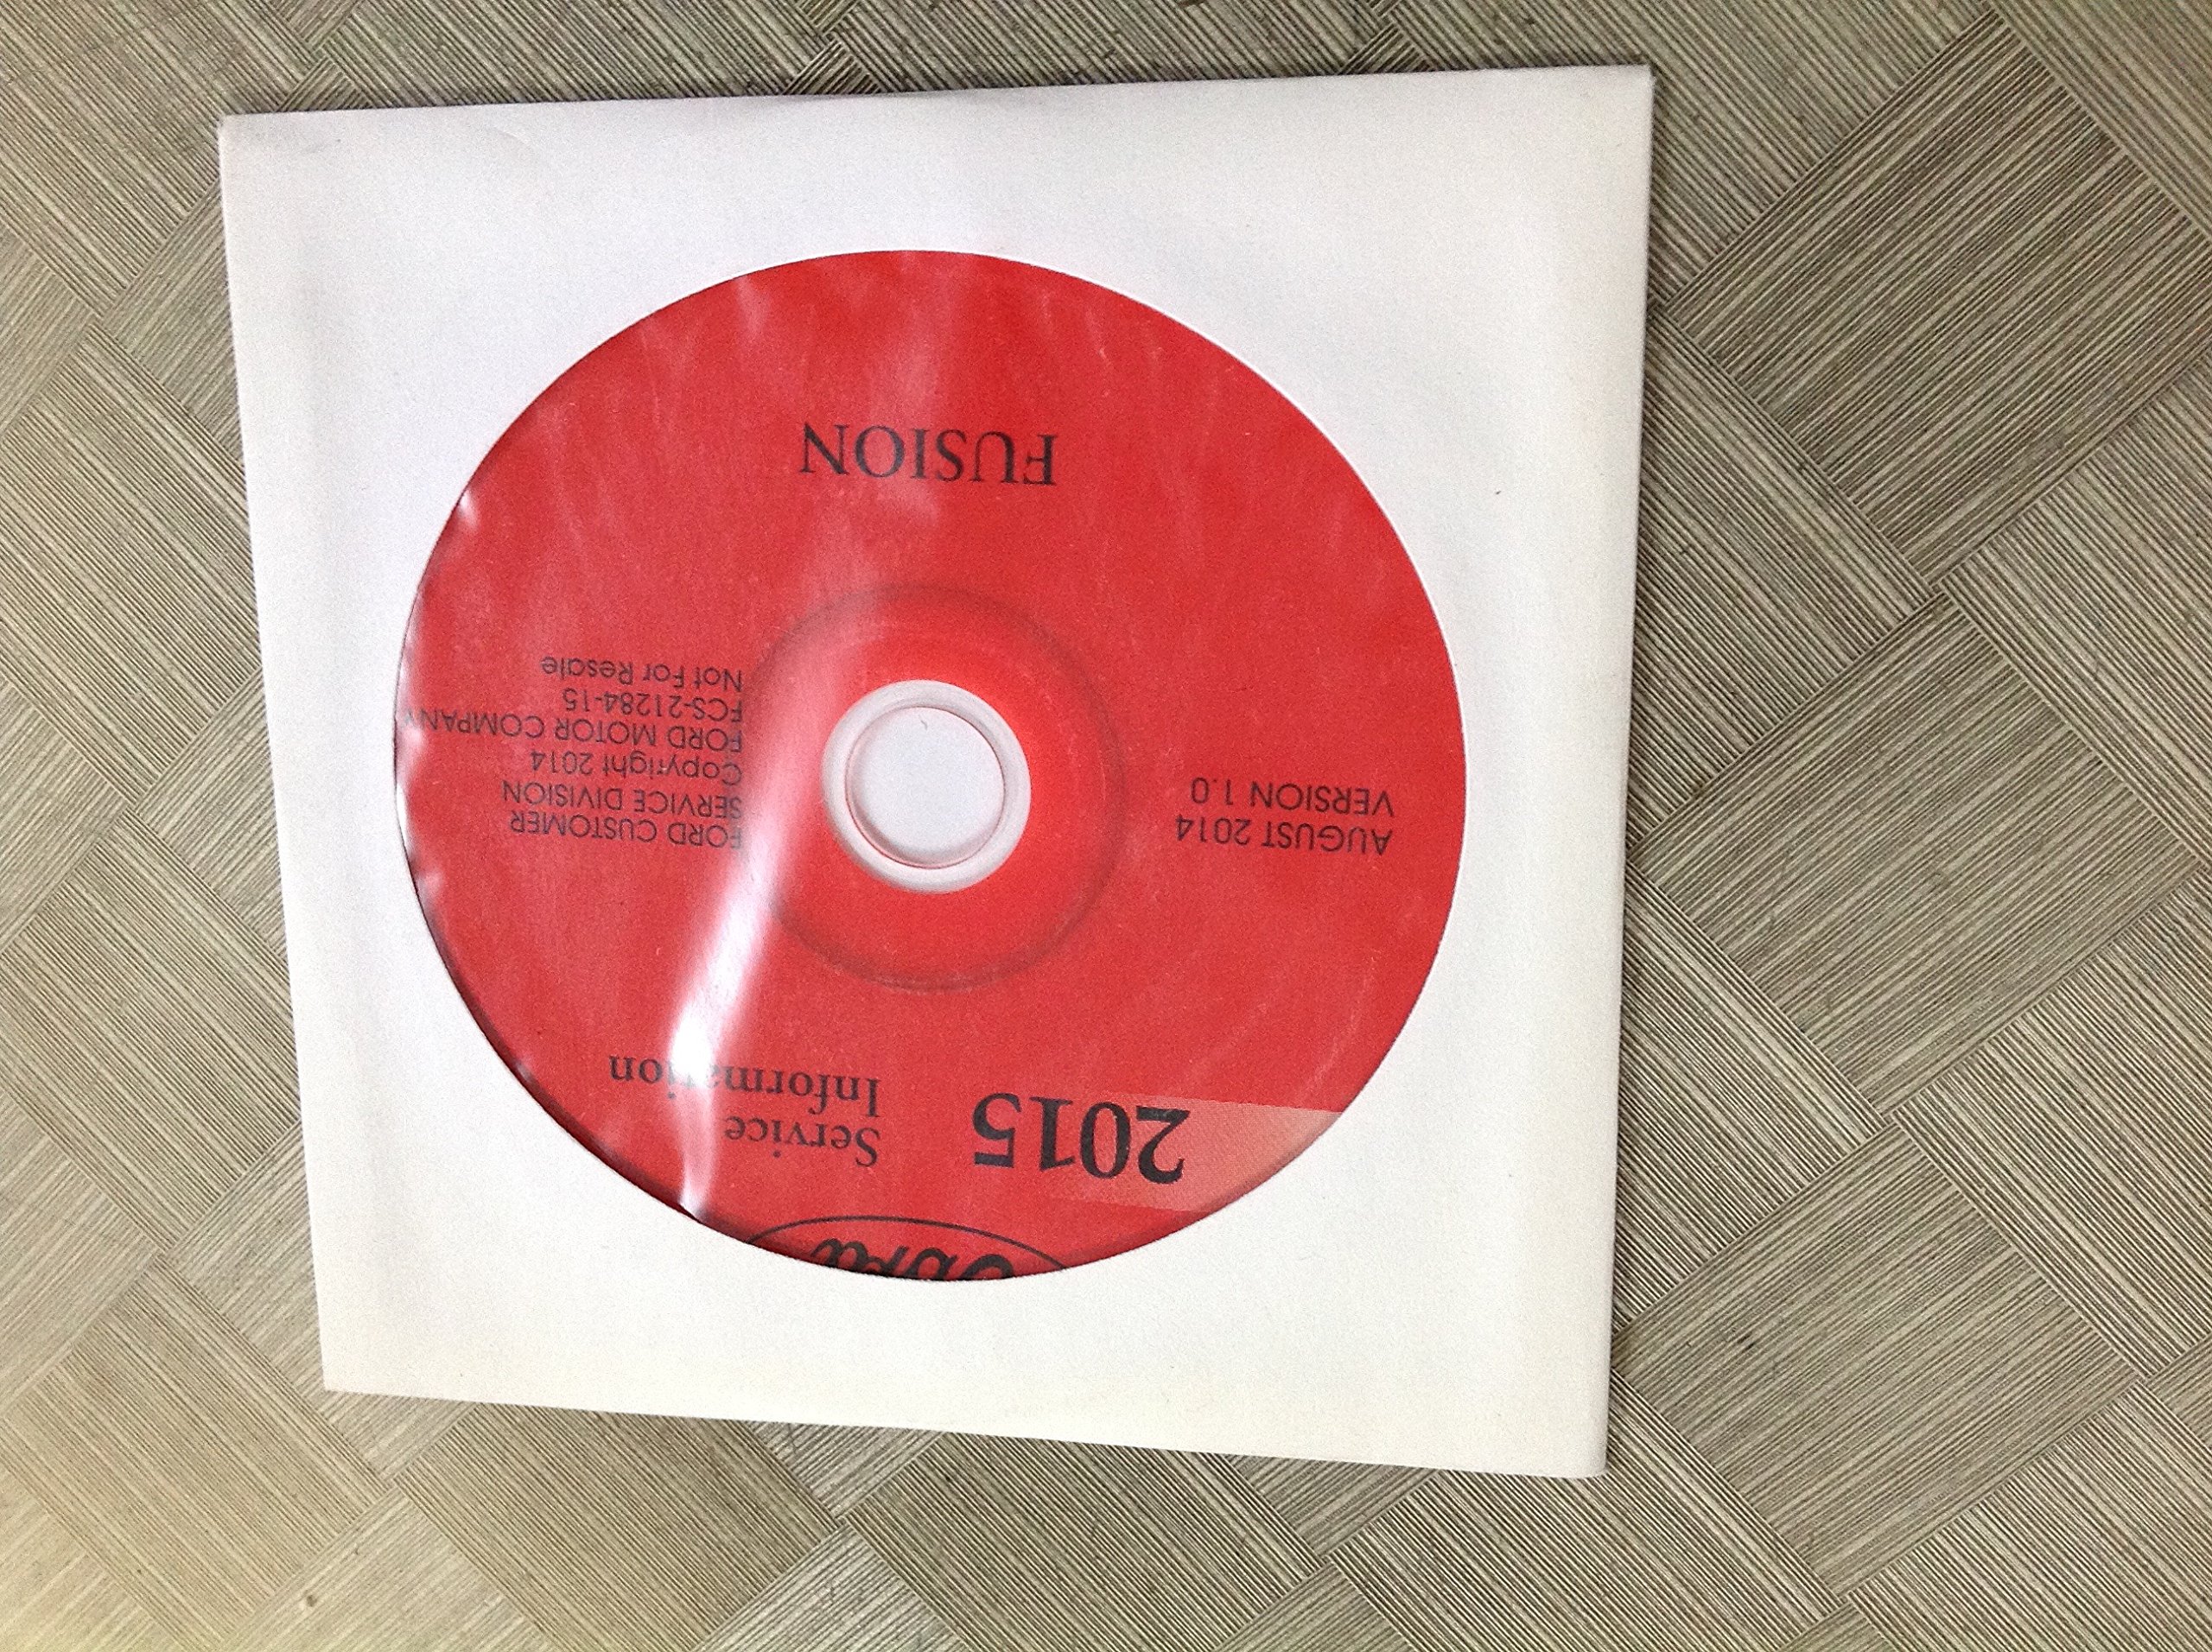 Ford
2015
Service
Information
AUGUST 2014
VERSION 1.0
FORD CUSTOMER
SERVICE DIVISION
Copyright 2014
FORD MOTOR COMPANY
FCS-21284-15
Not For Resale
FUSION